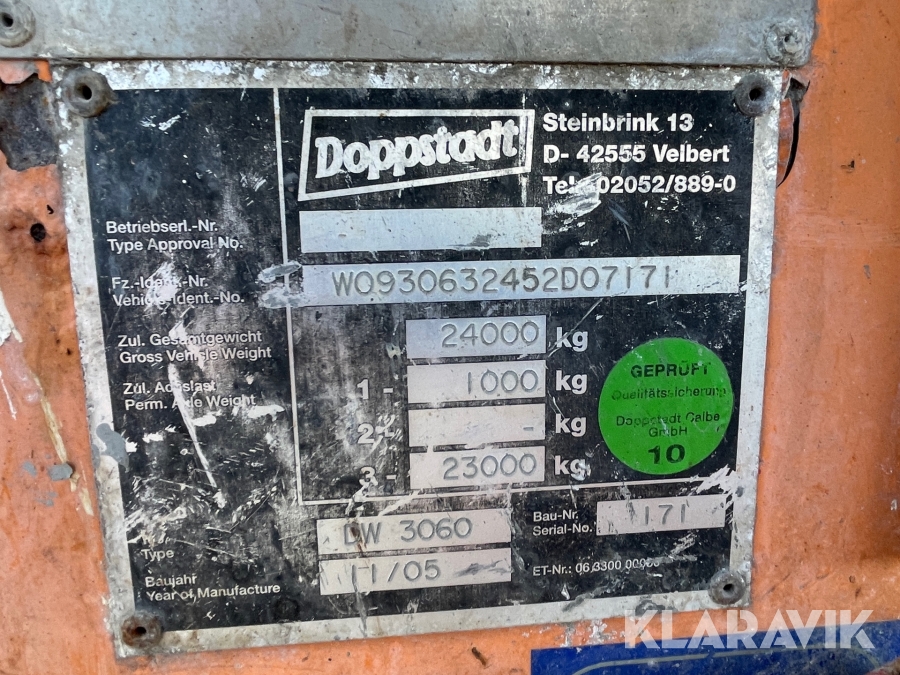 Doppstadt
Steinbrink 13
D- 42555 Velbert
Tel. 02052/889-0
Betriebserl.-Nr.
Type Approval No.
Fz.-Ident.-Nr.
Vehicle-Ident.-No.
W0930632452D07171
Zul. Gesamtgewicht
Gross Vehicle Weight
24000 kg
Zul. Achslast
Perm. Axle Weight
1 - 1000 kg
2 - - kg
3 - 23000 kg
GEPRÜFT
Qualitätssicherung
Doppstadt Calbe
GmbH
10
Type
DW 3060
Bau-Nr.
Serial-No.
171
Baujahr
Year of Manufacture
11/05
ET-Nr.: 06 3300
KLARAVIK